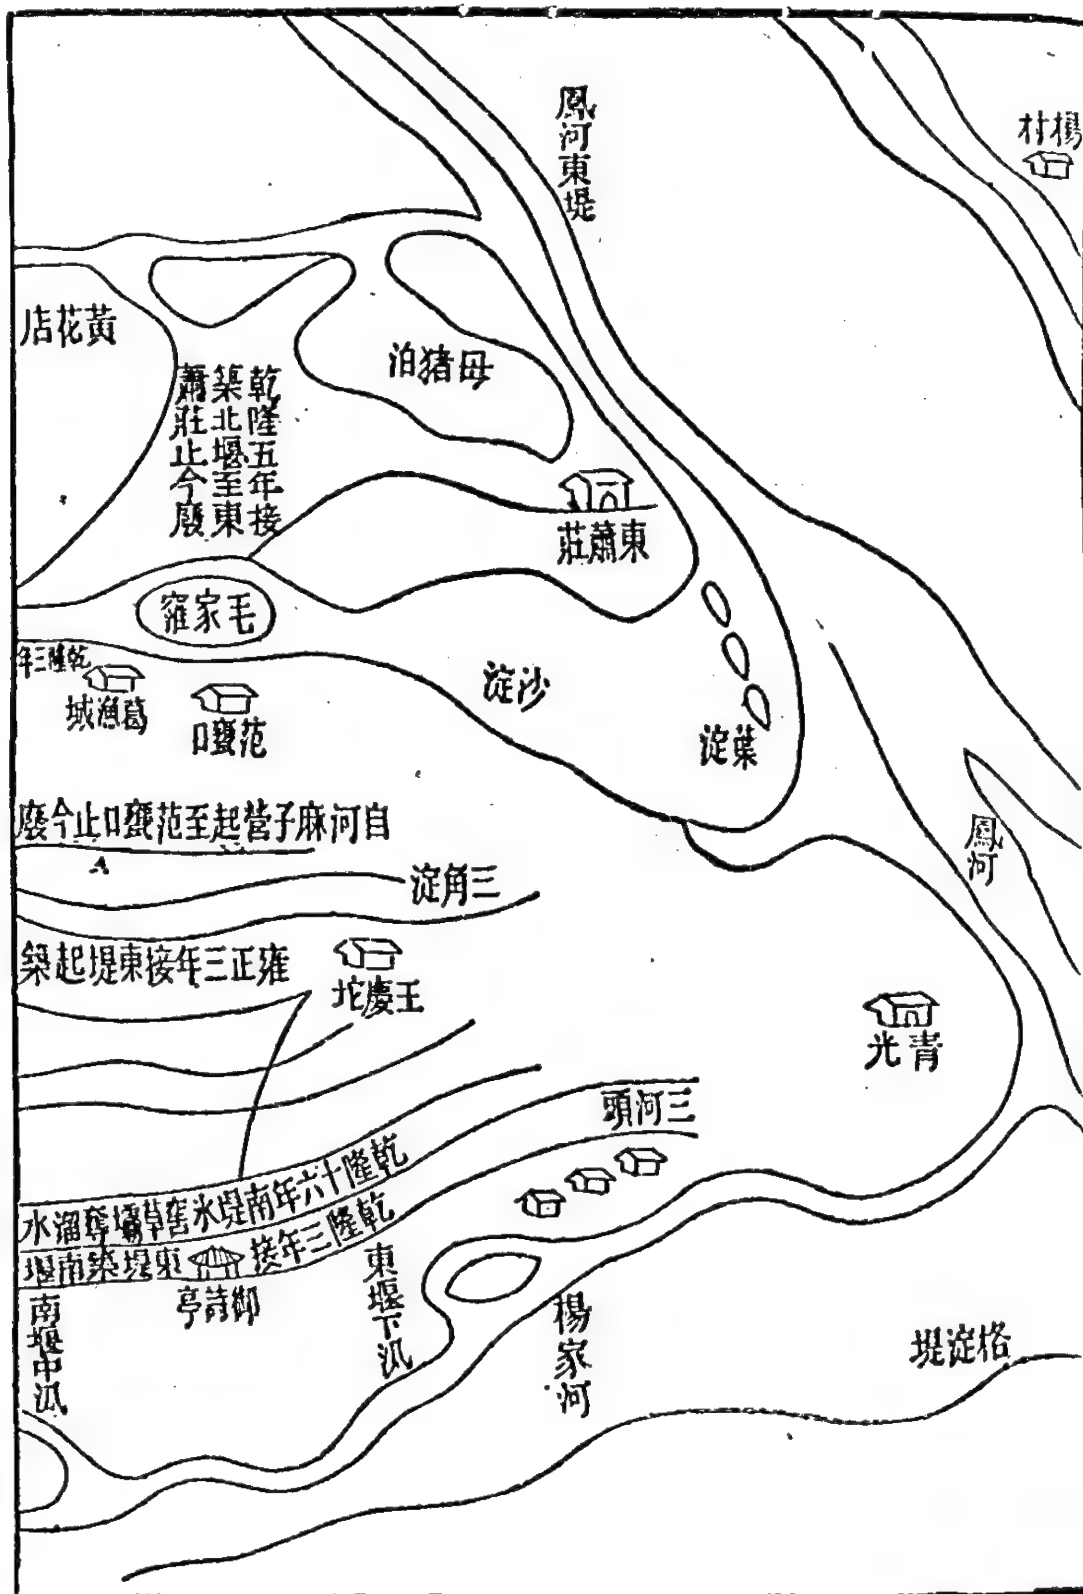 楊村
鳳河東堤
黃花店
母猪泊
乾隆五年接
築北堰至東
蕭莊止今廢
東蕭莊
毛家窪
乾隆三年
葛漁城
范甕口
沙淀
葉淀
鳳河
自河麻子營起至范甕口止今廢
三角淀
雍正三年接東堤起築
王慶坨
青光
三河頭
乾隆十六年南堤氷窖草壩奪溜水
乾隆三年接東堤築南堰
御詩亭
東堰下汛
南堰中汛
楊家河
格淀堤